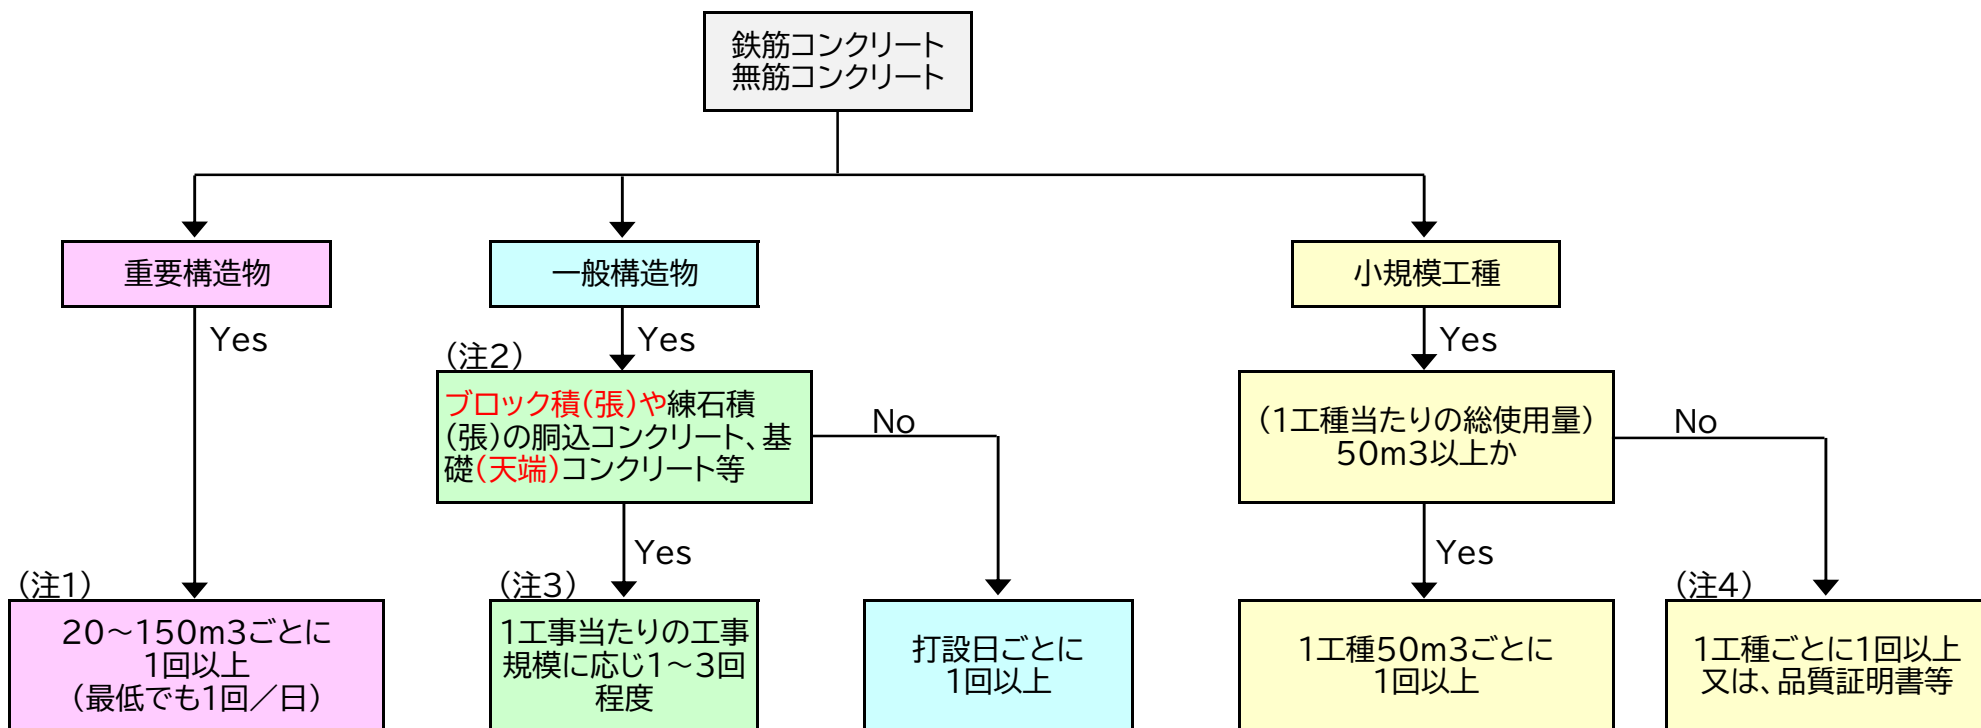 鉄筋コンクリート
無筋コンクリート
重要構造物
一般構造物
小規模工種
Yes
Yes
Yes
（注2）
ブロック積（張）や練石積
（張）の胴込コンクリート、基
礎（天端）コンクリート等
No
（1工種当たりの総使用量）
50m3以上か
No
Yes
Yes
（注1）
20～150m3ごとに
1回以上
（最低でも1回／日）
（注3）
1工事当たりの工事
規模に応じ1～3回
程度
打設日ごとに
1回以上
1工種50m3ごとに
1回以上
（注4）
1工種ごとに1回以上
又は、品質証明書等